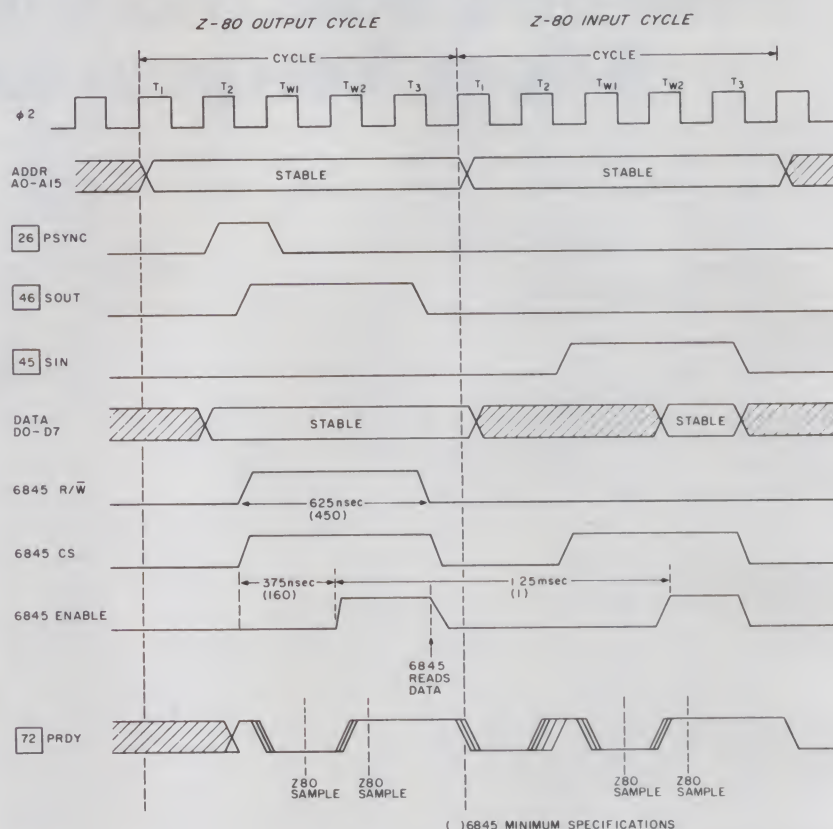 Z-80 OUTPUT CYCLE
Z-80 INPUT CYCLE
CYCLE
CYCLE
T1 T2 TW1 TW2 T3 T1 T2 TW1 TW2 T3
φ2
ADDR
A0-A15
STABLE
STABLE
26 PSYNC
46 SOUT
45 SIN
DATA
D0-D7
STABLE
STABLE
6845 R/W̅
625nsec
(450)
6845 CS
375nsec
(160)
1.25msec
(1)
6845 ENABLE
6845
READS
DATA
72 PRDY
Z80
SAMPLE
Z80
SAMPLE
Z80
SAMPLE
Z80
SAMPLE
( )6845 MINIMUM SPECIFICATIONS